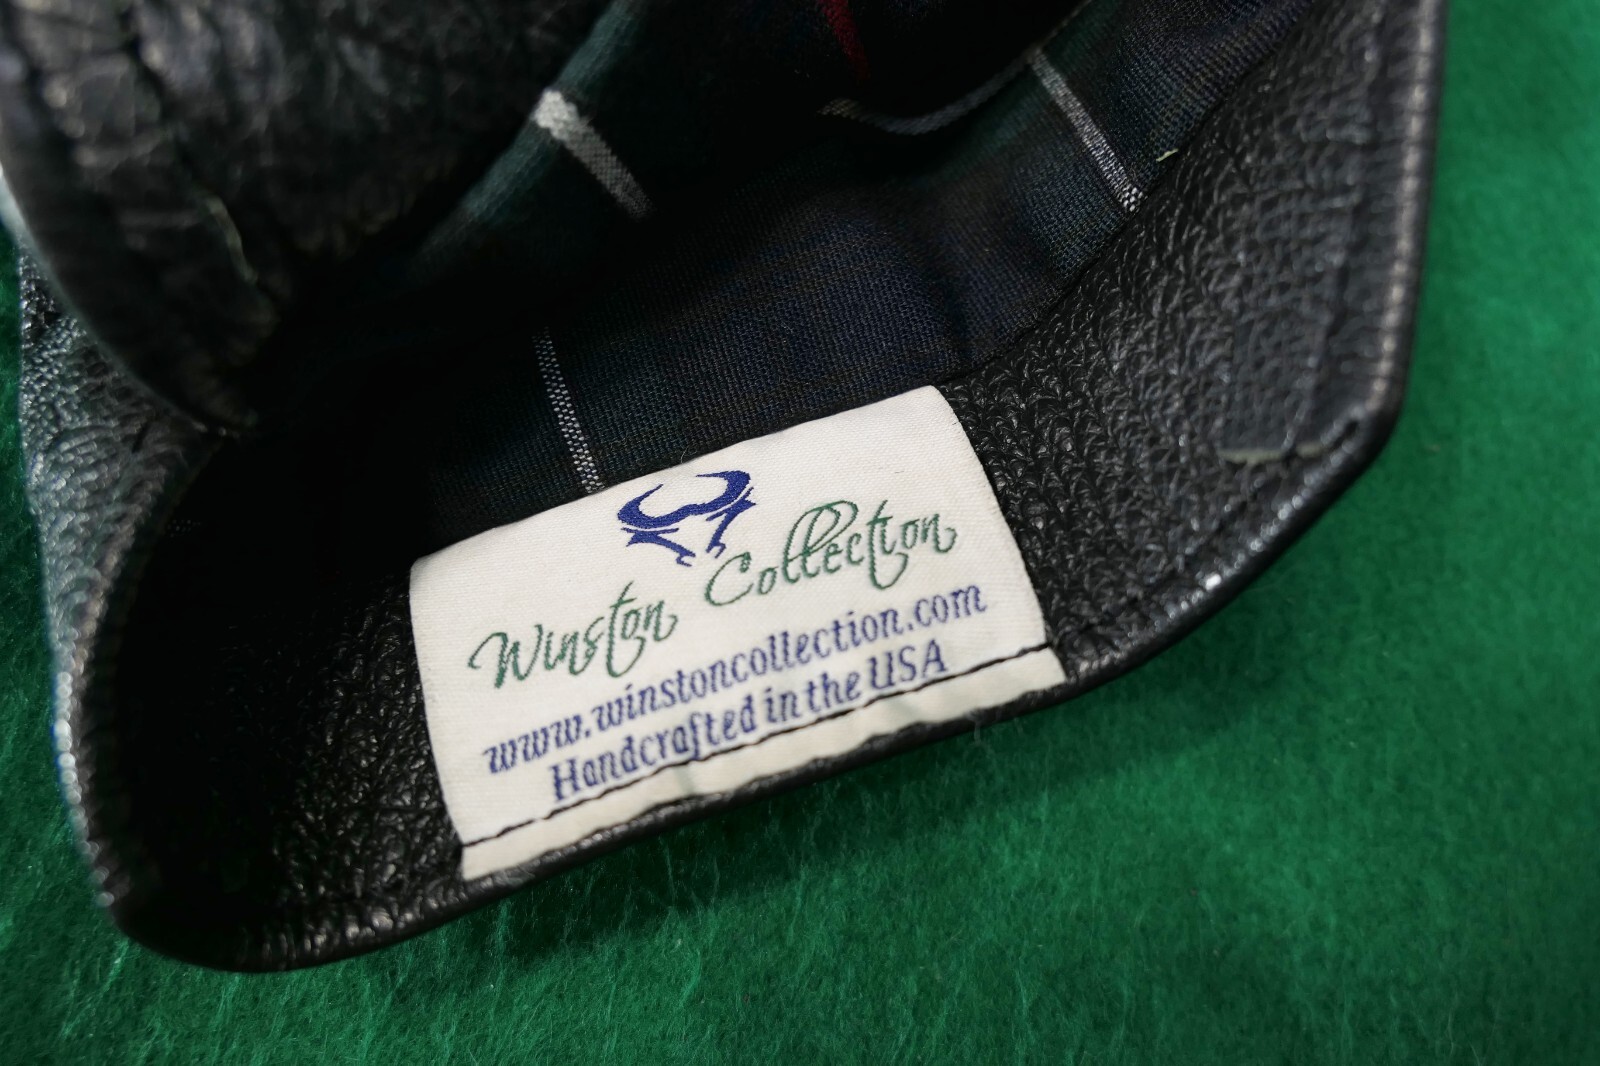 Winston Collection
www.winstoncollection.com
Handcrafted in the USA